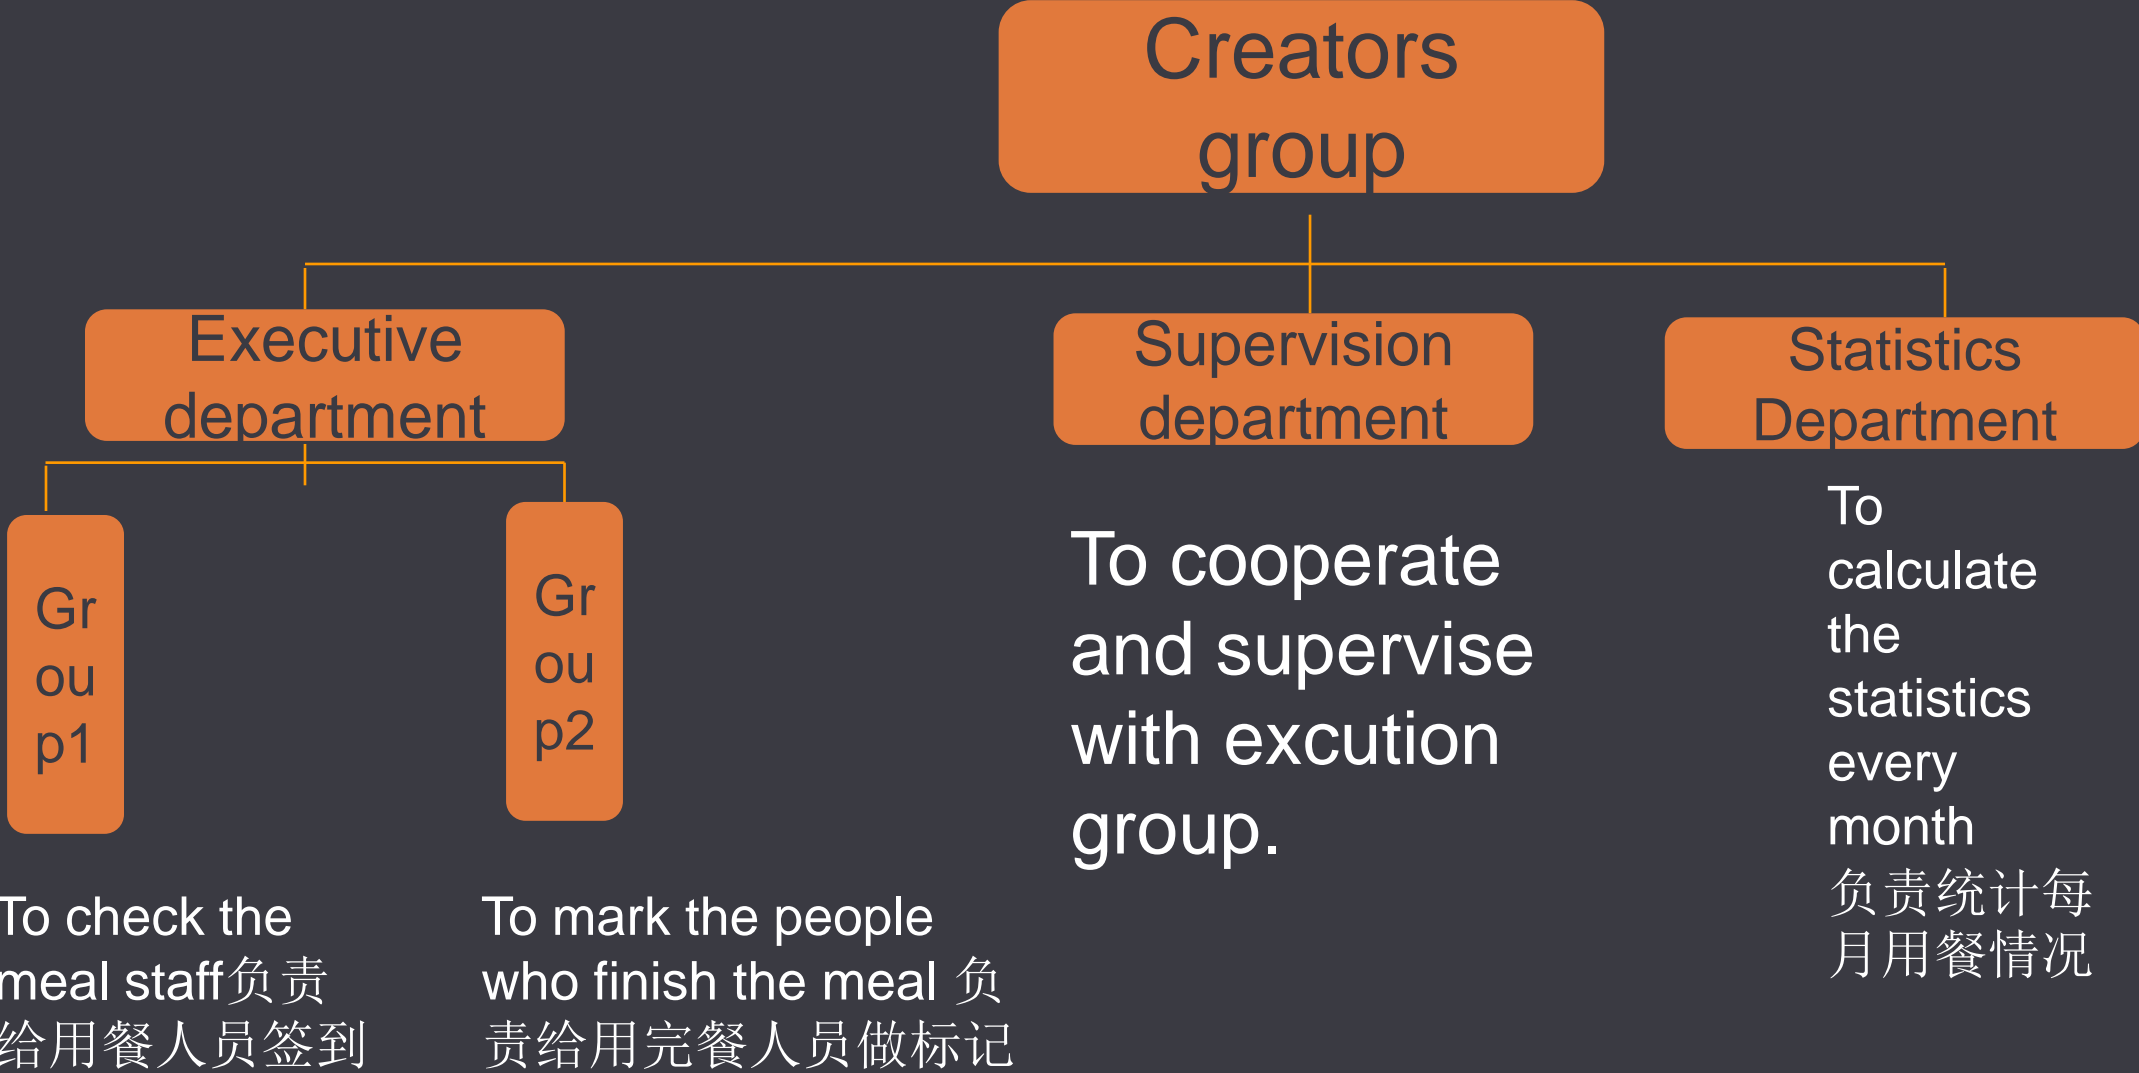 Creators
group
Executive
department
Supervision
department
Statistics
Department
Gr
ou
p1
Gr
ou
p2
To check the
meal staff负责
给用餐人员签到
To mark the people
who finish the meal 负
责给用完餐人员做标记
To cooperate
and supervise
with excution
group.
To
calculate
the
statistics
every
month
负责统计每
月用餐情况